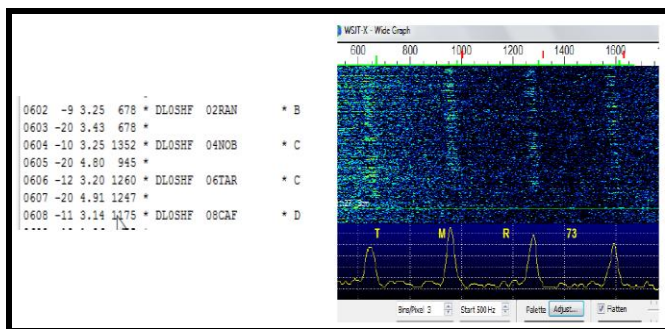 0602 -9 3.25 678 * DL0SHF 02RAN * B
0603 -20 3.43 678 *
0604 -10 3.25 1352 * DL0SHF 04NOB * C
0605 -20 4.80 945 *
0606 -12 3.20 1260 * DL0SHF 06TAR * C
0607 -20 4.91 1247 *
0608 -11 3.14 1175 * DL0SHF 08CAF * D
WSJT-X - Wide Graph
600 800 1000 1200 1400 1600
T M R 73
Bins/Pixel 3 Start 500 Hz Palette Adjust... Flatten